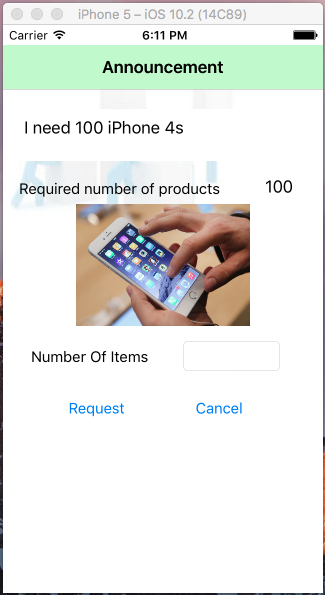 iPhone 5 – iOS 10.2 (14C89)
Carrier 6:11 PM
Announcement
I need 100 iPhone 4s
Required number of products 100
Number Of Items
Request Cancel